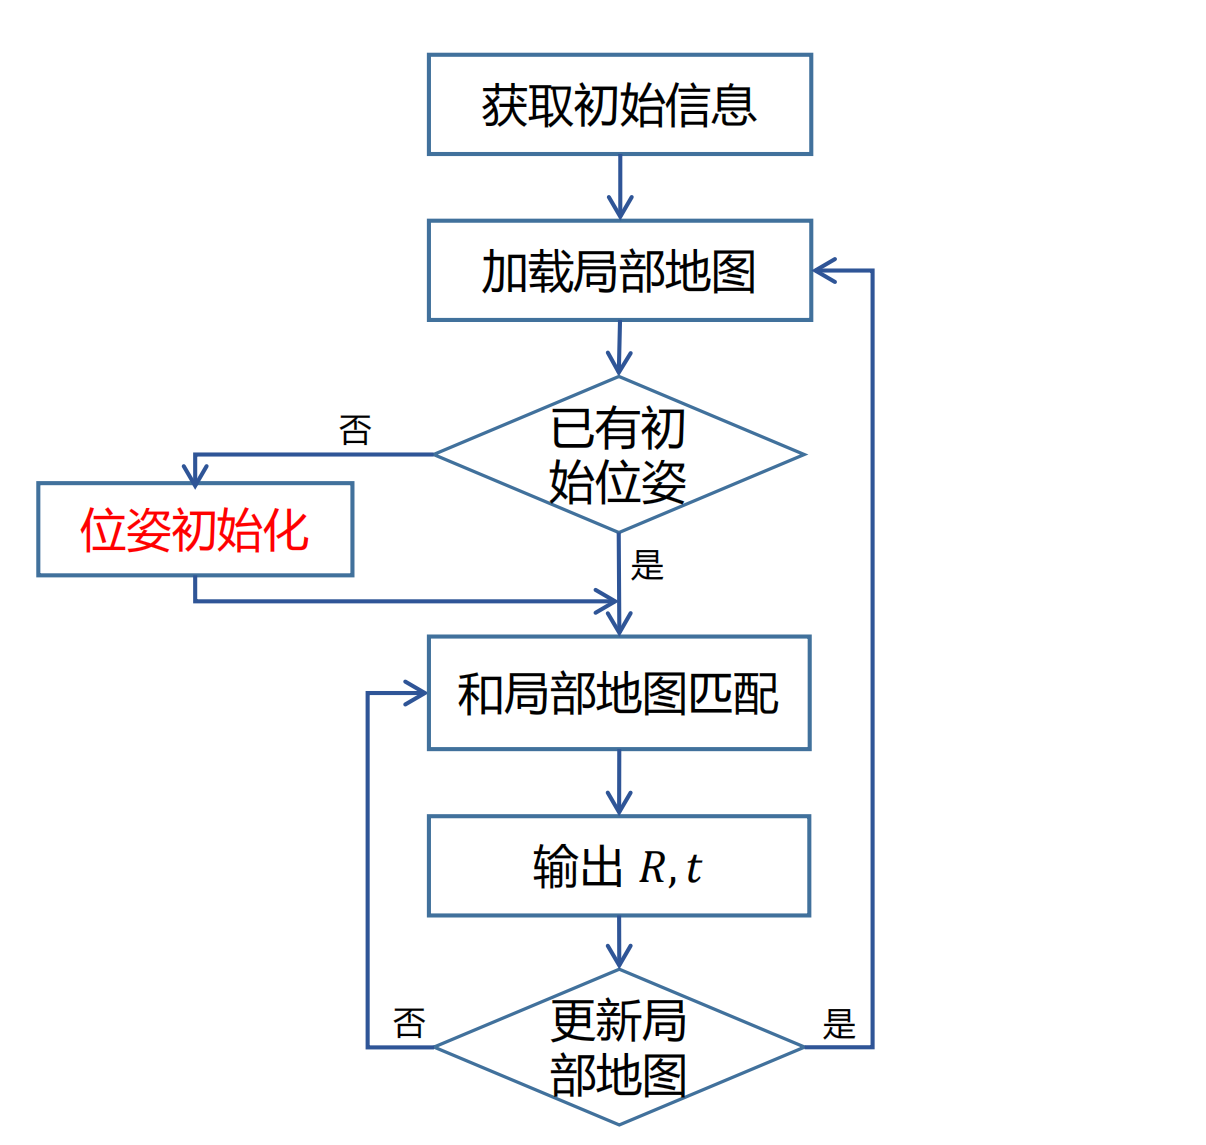 获取初始信息
加载局部地图
已有初
始位姿
否
位姿初始化
是
和局部地图匹配
输出 R, t
更新局
部地图
否
是